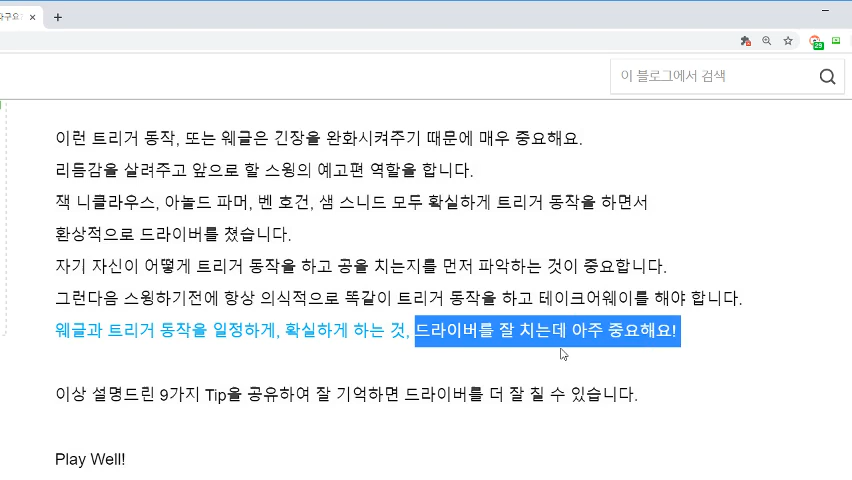 이 블로그에서 검색
29
이런 트리거 동작, 또는 웨글은 긴장을 완화시켜주기 때문에 매우 중요해요.
리듬감을 살려주고 앞으로 할 스윙의 예고편 역할을 합니다.
잭 니클라우스, 아놀드 파머, 벤 호건, 샘 스니드 모두 확실하게 트리거 동작을 하면서
환상적으로 드라이버를 쳤습니다.
자기 자신이 어떻게 트리거 동작을 하고 공을 치는지를 먼저 파악하는 것이 중요합니다.
그런다음 스윙하기전에 항상 의식적으로 똑같이 트리거 동작을 하고 테이크어웨이를 해야 합니다.
웨글과 트리거 동작을 일정하게, 확실하게 하는 것, 드라이버를 잘 치는데 아주 중요해요!
이상 설명드린 9가지 Tip을 공유하여 잘 기억하면 드라이버를 더 잘 칠 수 있습니다.
Play Well!